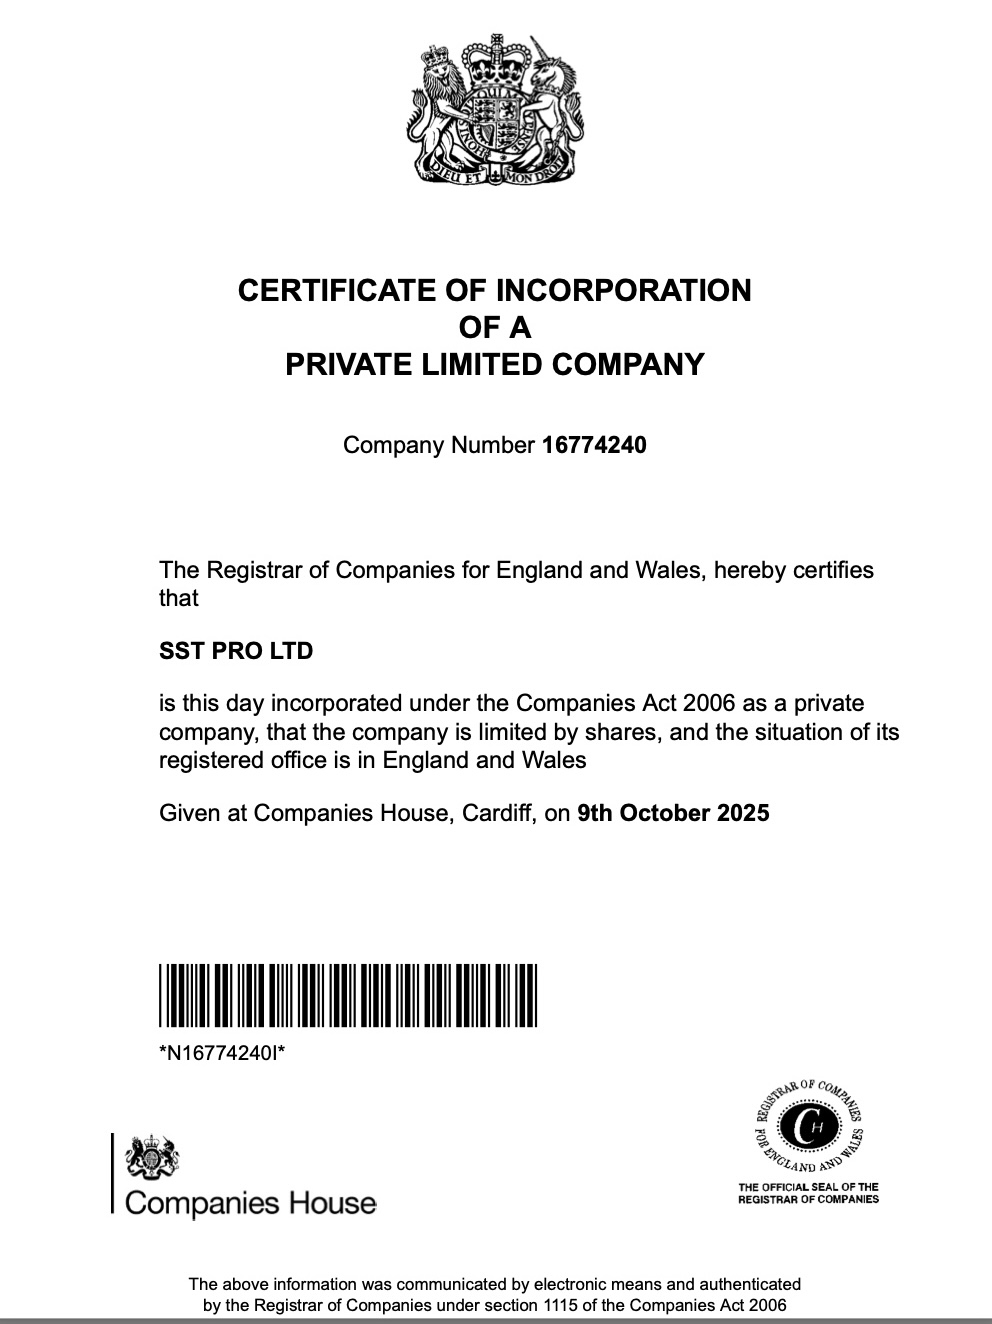 HONI SOIT QUI MAL Y PENSE
DIEU ET MON DROIT
CERTIFICATE OF INCORPORATION
OF A
PRIVATE LIMITED COMPANY
Company Number 16774240
The Registrar of Companies for England and Wales, hereby certifies
that
SST PRO LTD
is this day incorporated under the Companies Act 2006 as a private
company, that the company is limited by shares, and the situation of its
registered office is in England and Wales
Given at Companies House, Cardiff, on 9th October 2025
*N16774240I*
REGISTRAR OF COMPANIES
FOR ENGLAND AND WALES
CH
THE OFFICIAL SEAL OF THE
REGISTRAR OF COMPANIES
Companies House
The above information was communicated by electronic means and authenticated
by the Registrar of Companies under section 1115 of the Companies Act 2006